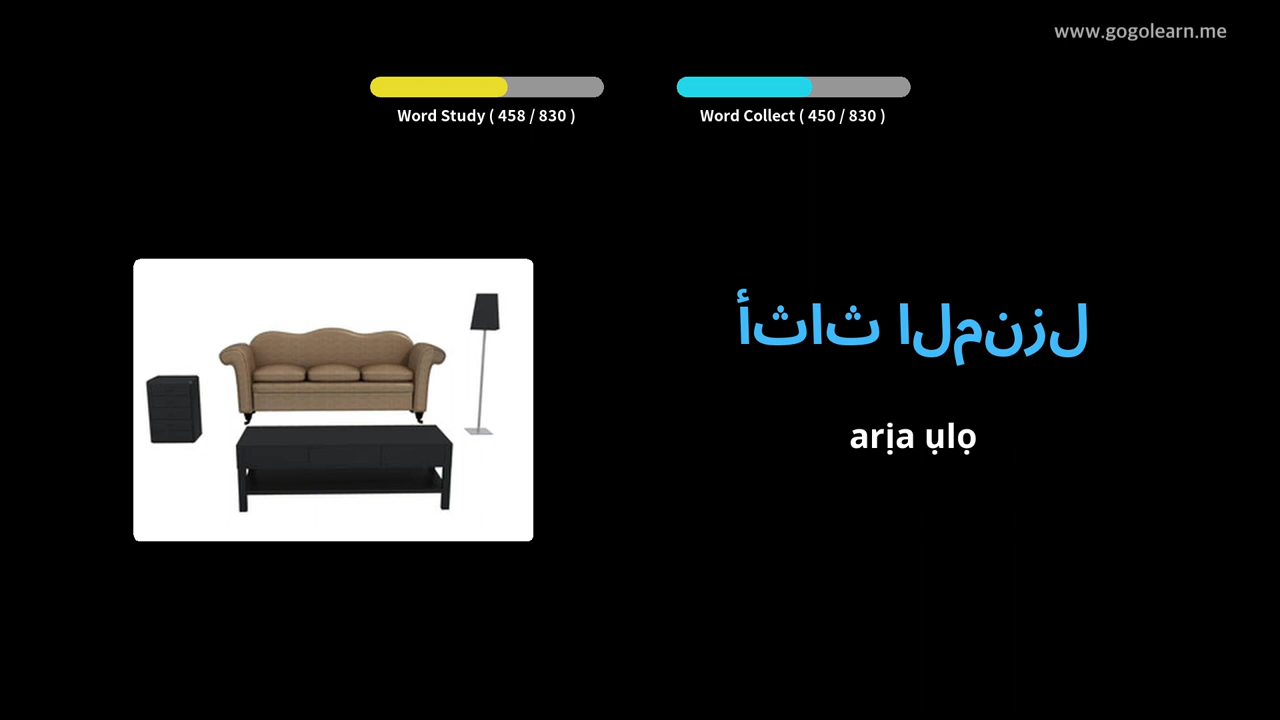 www.gogolearn.me
Word Study ( 458 / 830 )
Word Collect ( 450 / 830 )
أثاث المنزل
arịa ụlọ